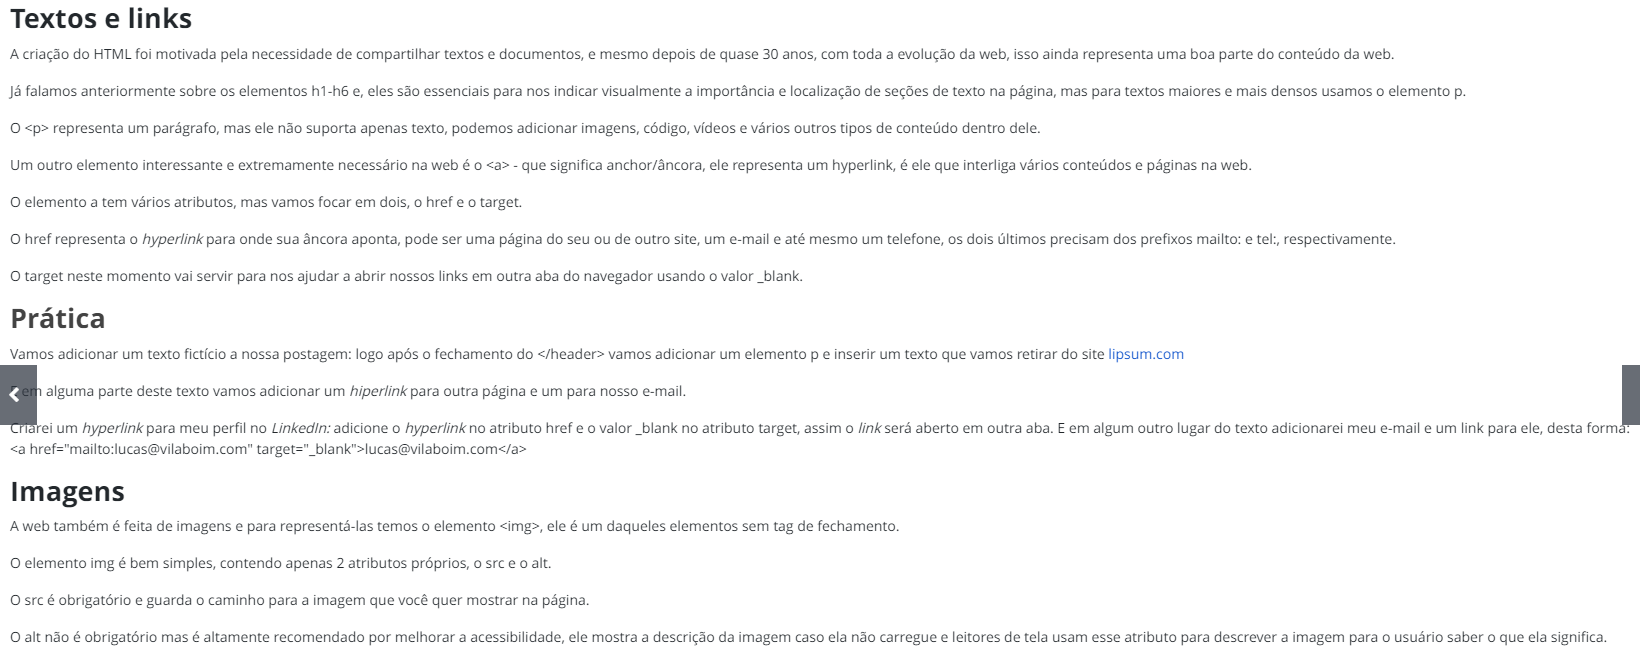 Textos e links
A criação do HTML foi motivada pela necessidade de compartilhar textos e documentos, e mesmo depois de quase 30 anos, com toda a evolução da web, isso ainda representa uma boa parte do conteúdo da web.
Já falamos anteriormente sobre os elementos h1-h6 e, eles são essenciais para nos indicar visualmente a importância e localização de seções de texto na página, mas para textos maiores e mais densos usamos o elemento p.
O <p> representa um parágrafo, mas ele não suporta apenas texto, podemos adicionar imagens, código, vídeos e vários outros tipos de conteúdo dentro dele.
Um outro elemento interessante e extremamente necessário na web é o <a> - que significa anchor/âncora, ele representa um hyperlink, é ele que interliga vários conteúdos e páginas na web.
O elemento a tem vários atributos, mas vamos focar em dois, o href e o target.
O href representa o hyperlink para onde sua âncora aponta, pode ser uma página do seu ou de outro site, um e-mail e até mesmo um telefone, os dois últimos precisam dos prefixos mailto: e tel:, respectivamente.
O target neste momento vai servir para nos ajudar a abrir nossos links em outra aba do navegador usando o valor _blank.
Prática
Vamos adicionar um texto fictício a nossa postagem: logo após o fechamento do </header> vamos adicionar um elemento p e inserir um texto que vamos retirar do site lipsum.com
E em alguma parte deste texto vamos adicionar um hiperlink para outra página e um para nosso e-mail.
Criarei um hyperlink para meu perfil no LinkedIn: adicione o hyperlink no atributo href e o valor _blank no atributo target, assim o link será aberto em outra aba. E em algum outro lugar do texto adicionarei meu e-mail e um link para ele, desta forma:
<a href="mailto:lucas@vilaboim.com" target="_blank">lucas@vilaboim.com</a>
Imagens
A web também é feita de imagens e para representá-las temos o elemento <img>, ele é um daqueles elementos sem tag de fechamento.
O elemento img é bem simples, contendo apenas 2 atributos próprios, o src e o alt.
O src é obrigatório e guarda o caminho para a imagem que você quer mostrar na página.
O alt não é obrigatório mas é altamente recomendado por melhorar a acessibilidade, ele mostra a descrição da imagem caso ela não carregue e leitores de tela usam esse atributo para descrever a imagem para o usuário saber o que ela significa.